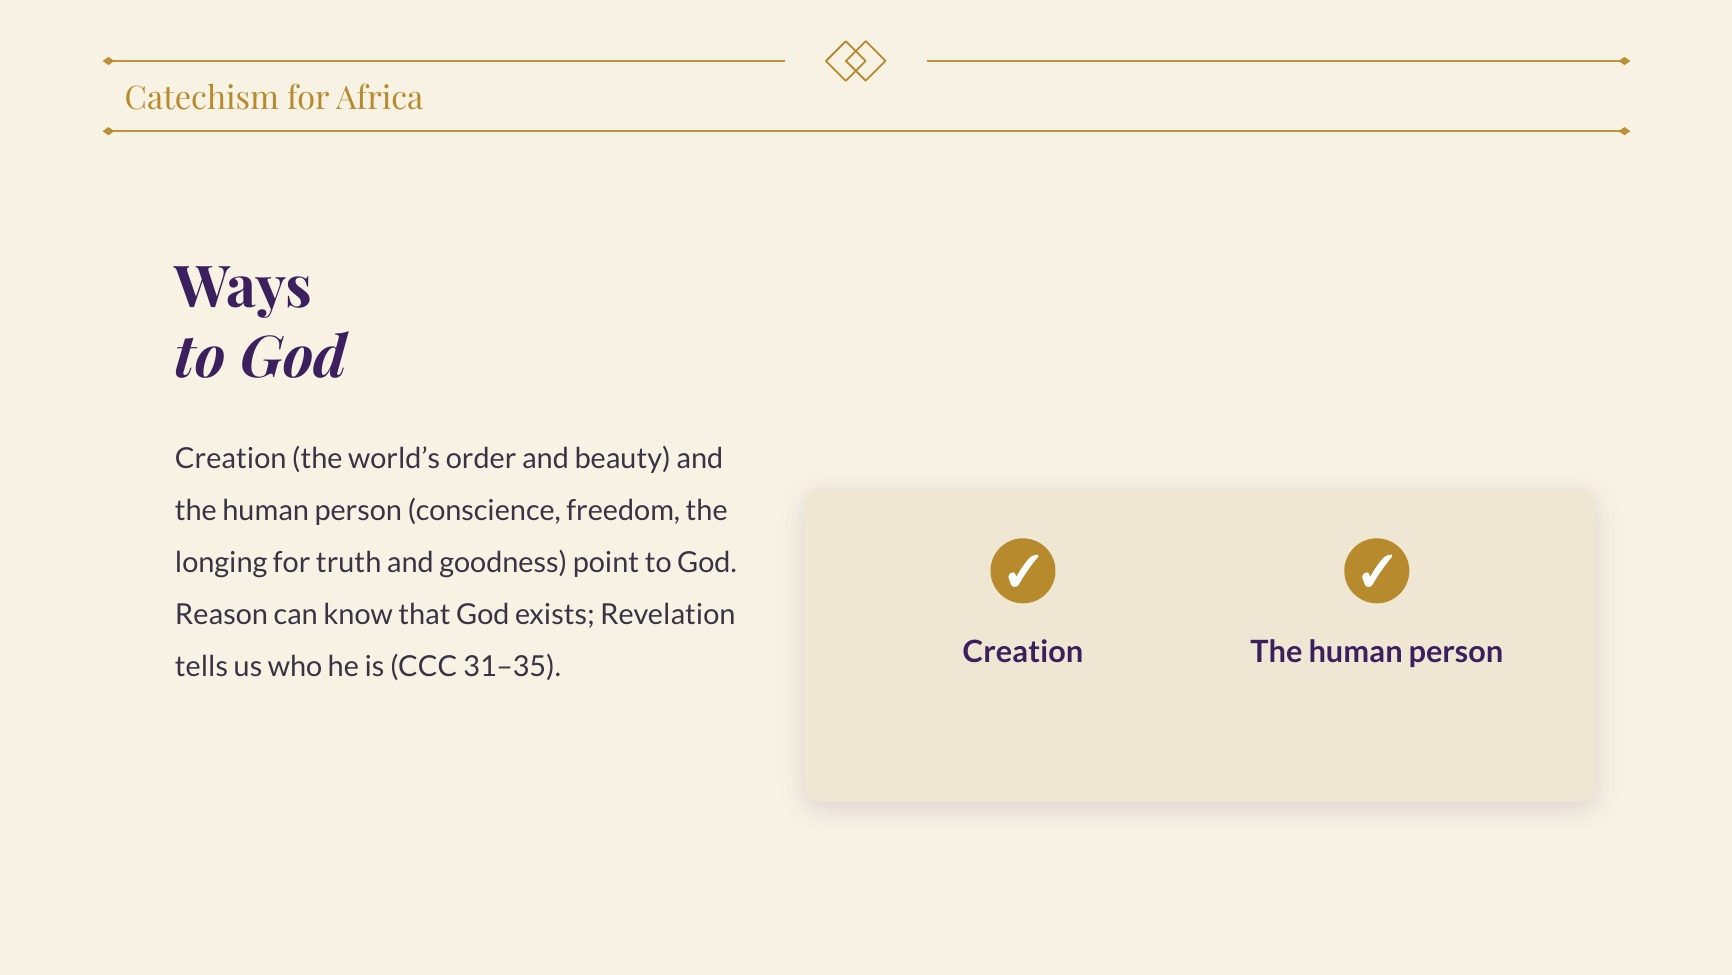 Catechism for Africa
Ways
to God
Creation (the world’s order and beauty) and
the human person (conscience, freedom, the
longing for truth and goodness) point to God.
Reason can know that God exists; Revelation
tells us who he is (CCC 31–35).
Creation
The human person